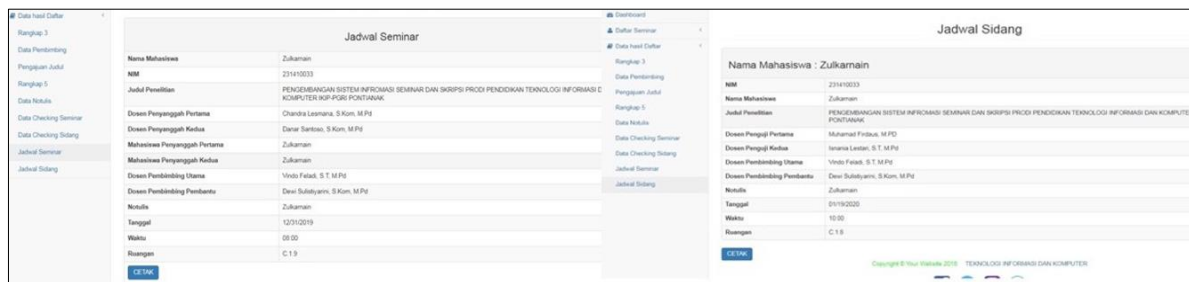 Data hasil Daftar
Rangkap 3
Data Pembimbing
Pengajuan Judul
Rangkap 5
Data Notulis
Data Checking Seminar
Data Checking Sidang
Jadwal Seminar
Jadwal Sidang
Jadwal Seminar
Nama Mahasiswa Zulkarnain
NIM 231410033
Judul Penelitian PENGEMBANGAN SISTEM INFROMASI SEMINAR DAN SKRIPSI PRODI PENDIDIKAN TEKNOLOGI INFORMASI D
KOMPUTER IKIP-PGRI PONTIANAK
Dosen Penyanggah Pertama Chandra Lesmana, S.Kom, M.Pd
Dosen Penyanggah Kedua Danar Santoso, S.Kom, M.Pd
Mahasiswa Penyanggah Pertama Zulkarnain
Mahasiswa Penyanggah Kedua Zulkarnain
Dosen Pembimbing Utama Vindo Feladi, S.T, M.Pd
Dosen Pembimbing Pembantu Dewi Sulistyarini, S.Kom, M.Pd
Notulis Zulkarnain
Tanggal 12/31/2019
Waktu 08:00
Ruangan C.1.9
CETAK
Dashboard
Daftar Seminar
Data hasil Daftar
Rangkap 3
Data Pembimbing
Pengajuan Judul
Rangkap 5
Data Notulis
Data Checking Seminar
Data Checking Sidang
Jadwal Seminar
Jadwal Sidang
Jadwal Sidang
Nama Mahasiswa : Zulkarnain
NIM 231410033
Nama Mahasiswa Zulkarnain
Judul Penelitian PENGEMBANGAN SISTEM INFROMASI SEMINAR DAN SKRIPSI PRODI PENDIDIKAN TEKNOLOGI INFORMASI DAN KOMPUTE
PONTIANAK
Dosen Penguji Pertama Muhamad Firdaus, M.PD
Dosen Penguji Kedua Lestari, S.T, M.Pd
Dosen Pembimbing Utama Vindo Feladi, S.T, M.Pd
Dosen Pembimbing Pembantu Dewi Sulistyarini, S.Kom, M.Pd
Notulis Zulkarnain
Tanggal 01/19/2020
Waktu 10:00
Ruangan C.1.9
CETAK
Copyright © Your Website 2019 TEKNOLOGI INFORMASI DAN KOMPUTER